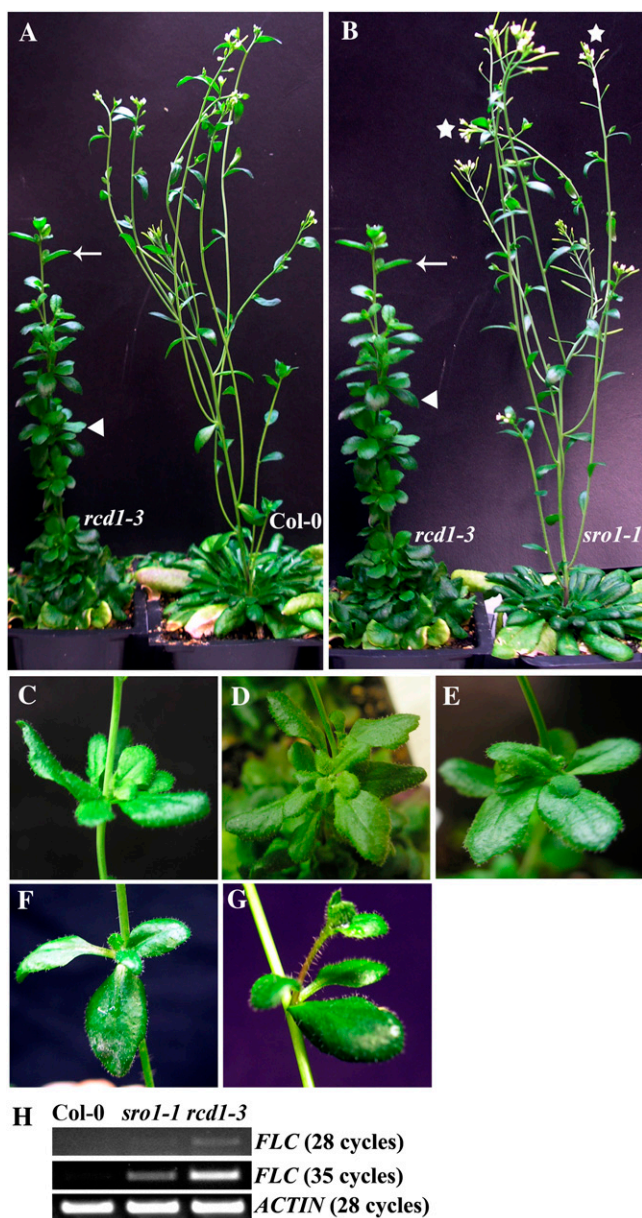 A
B
rcd1-3
Col-0
rcd1-3
sro1-1
C
D
E
F
G
H
Col-0 sro1-1 rcd1-3
FLC (28 cycles)
FLC (35 cycles)
ACTIN (28 cycles)